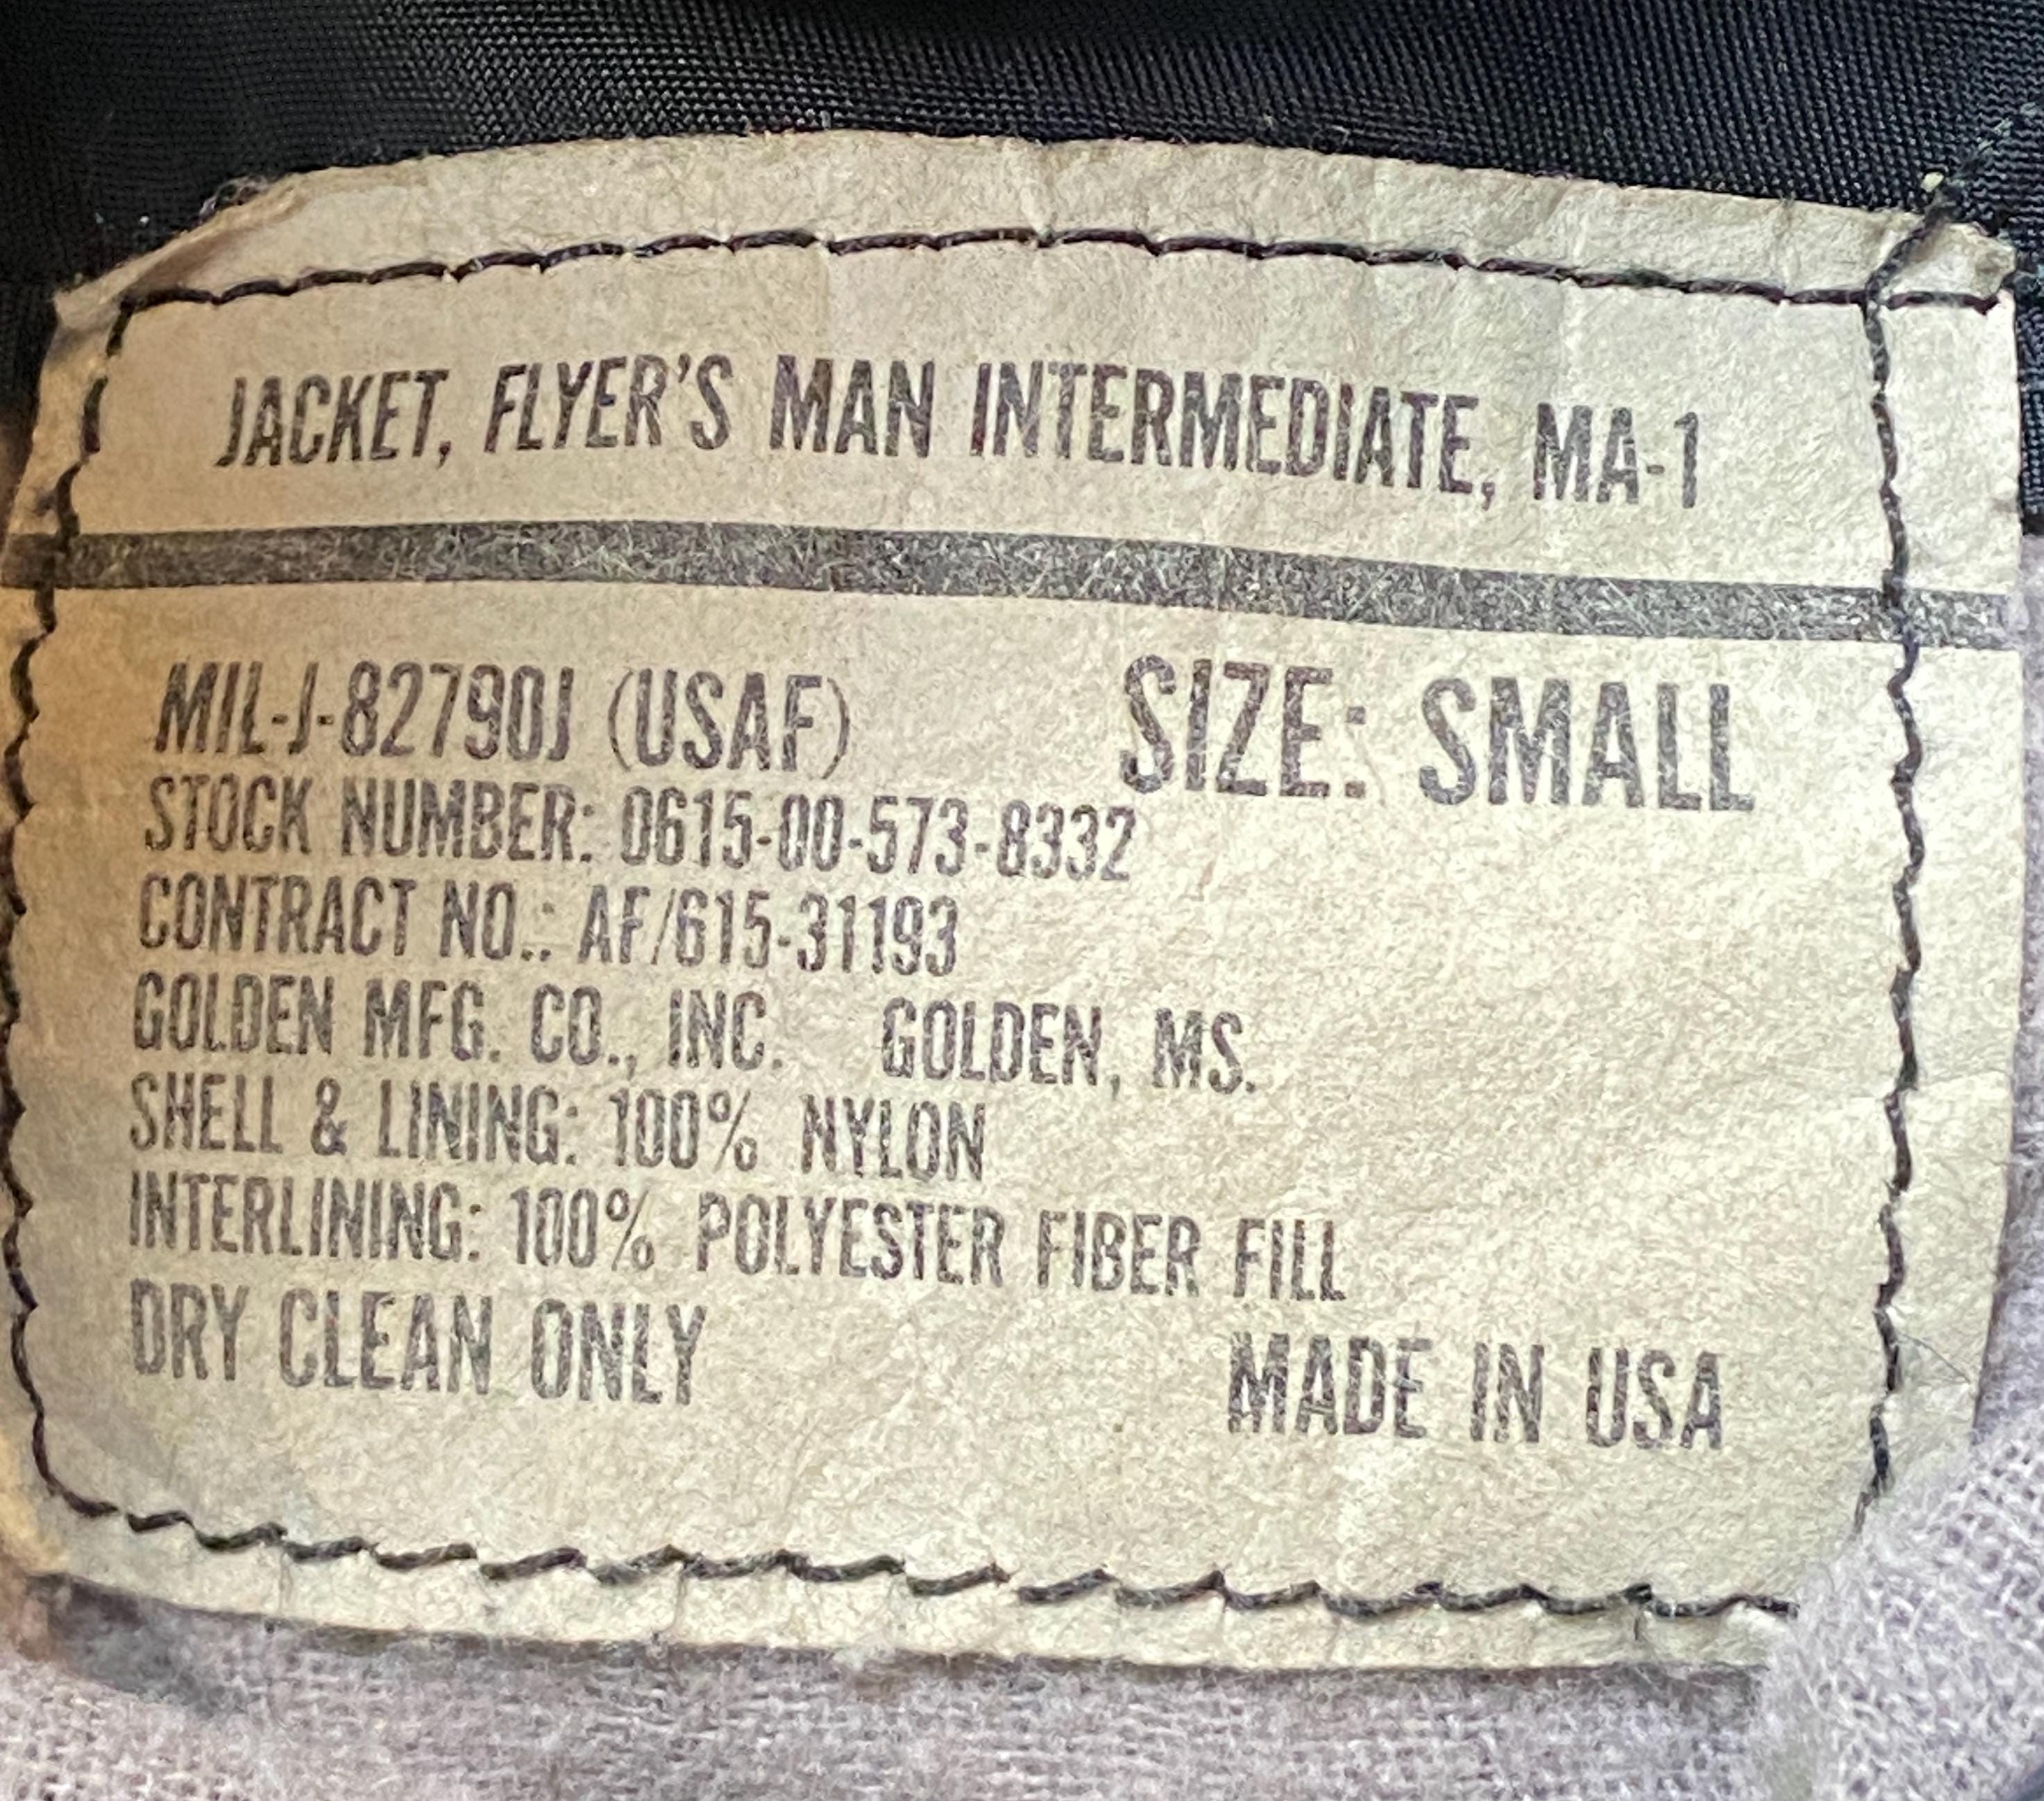 JACKET, FLYER'S MAN INTERMEDIATE, MA-1
MIL-J-82790J (USAF) SIZE: SMALL
STOCK NUMBER: 0615-00-573-8332
CONTRACT NO.: AF/615-31193
GOLDEN MFG. CO., INC. GOLDEN, MS.
SHELL & LINING: 100% NYLON
INTERLINING: 100% POLYESTER FIBER FILL
DRY CLEAN ONLY MADE IN USA